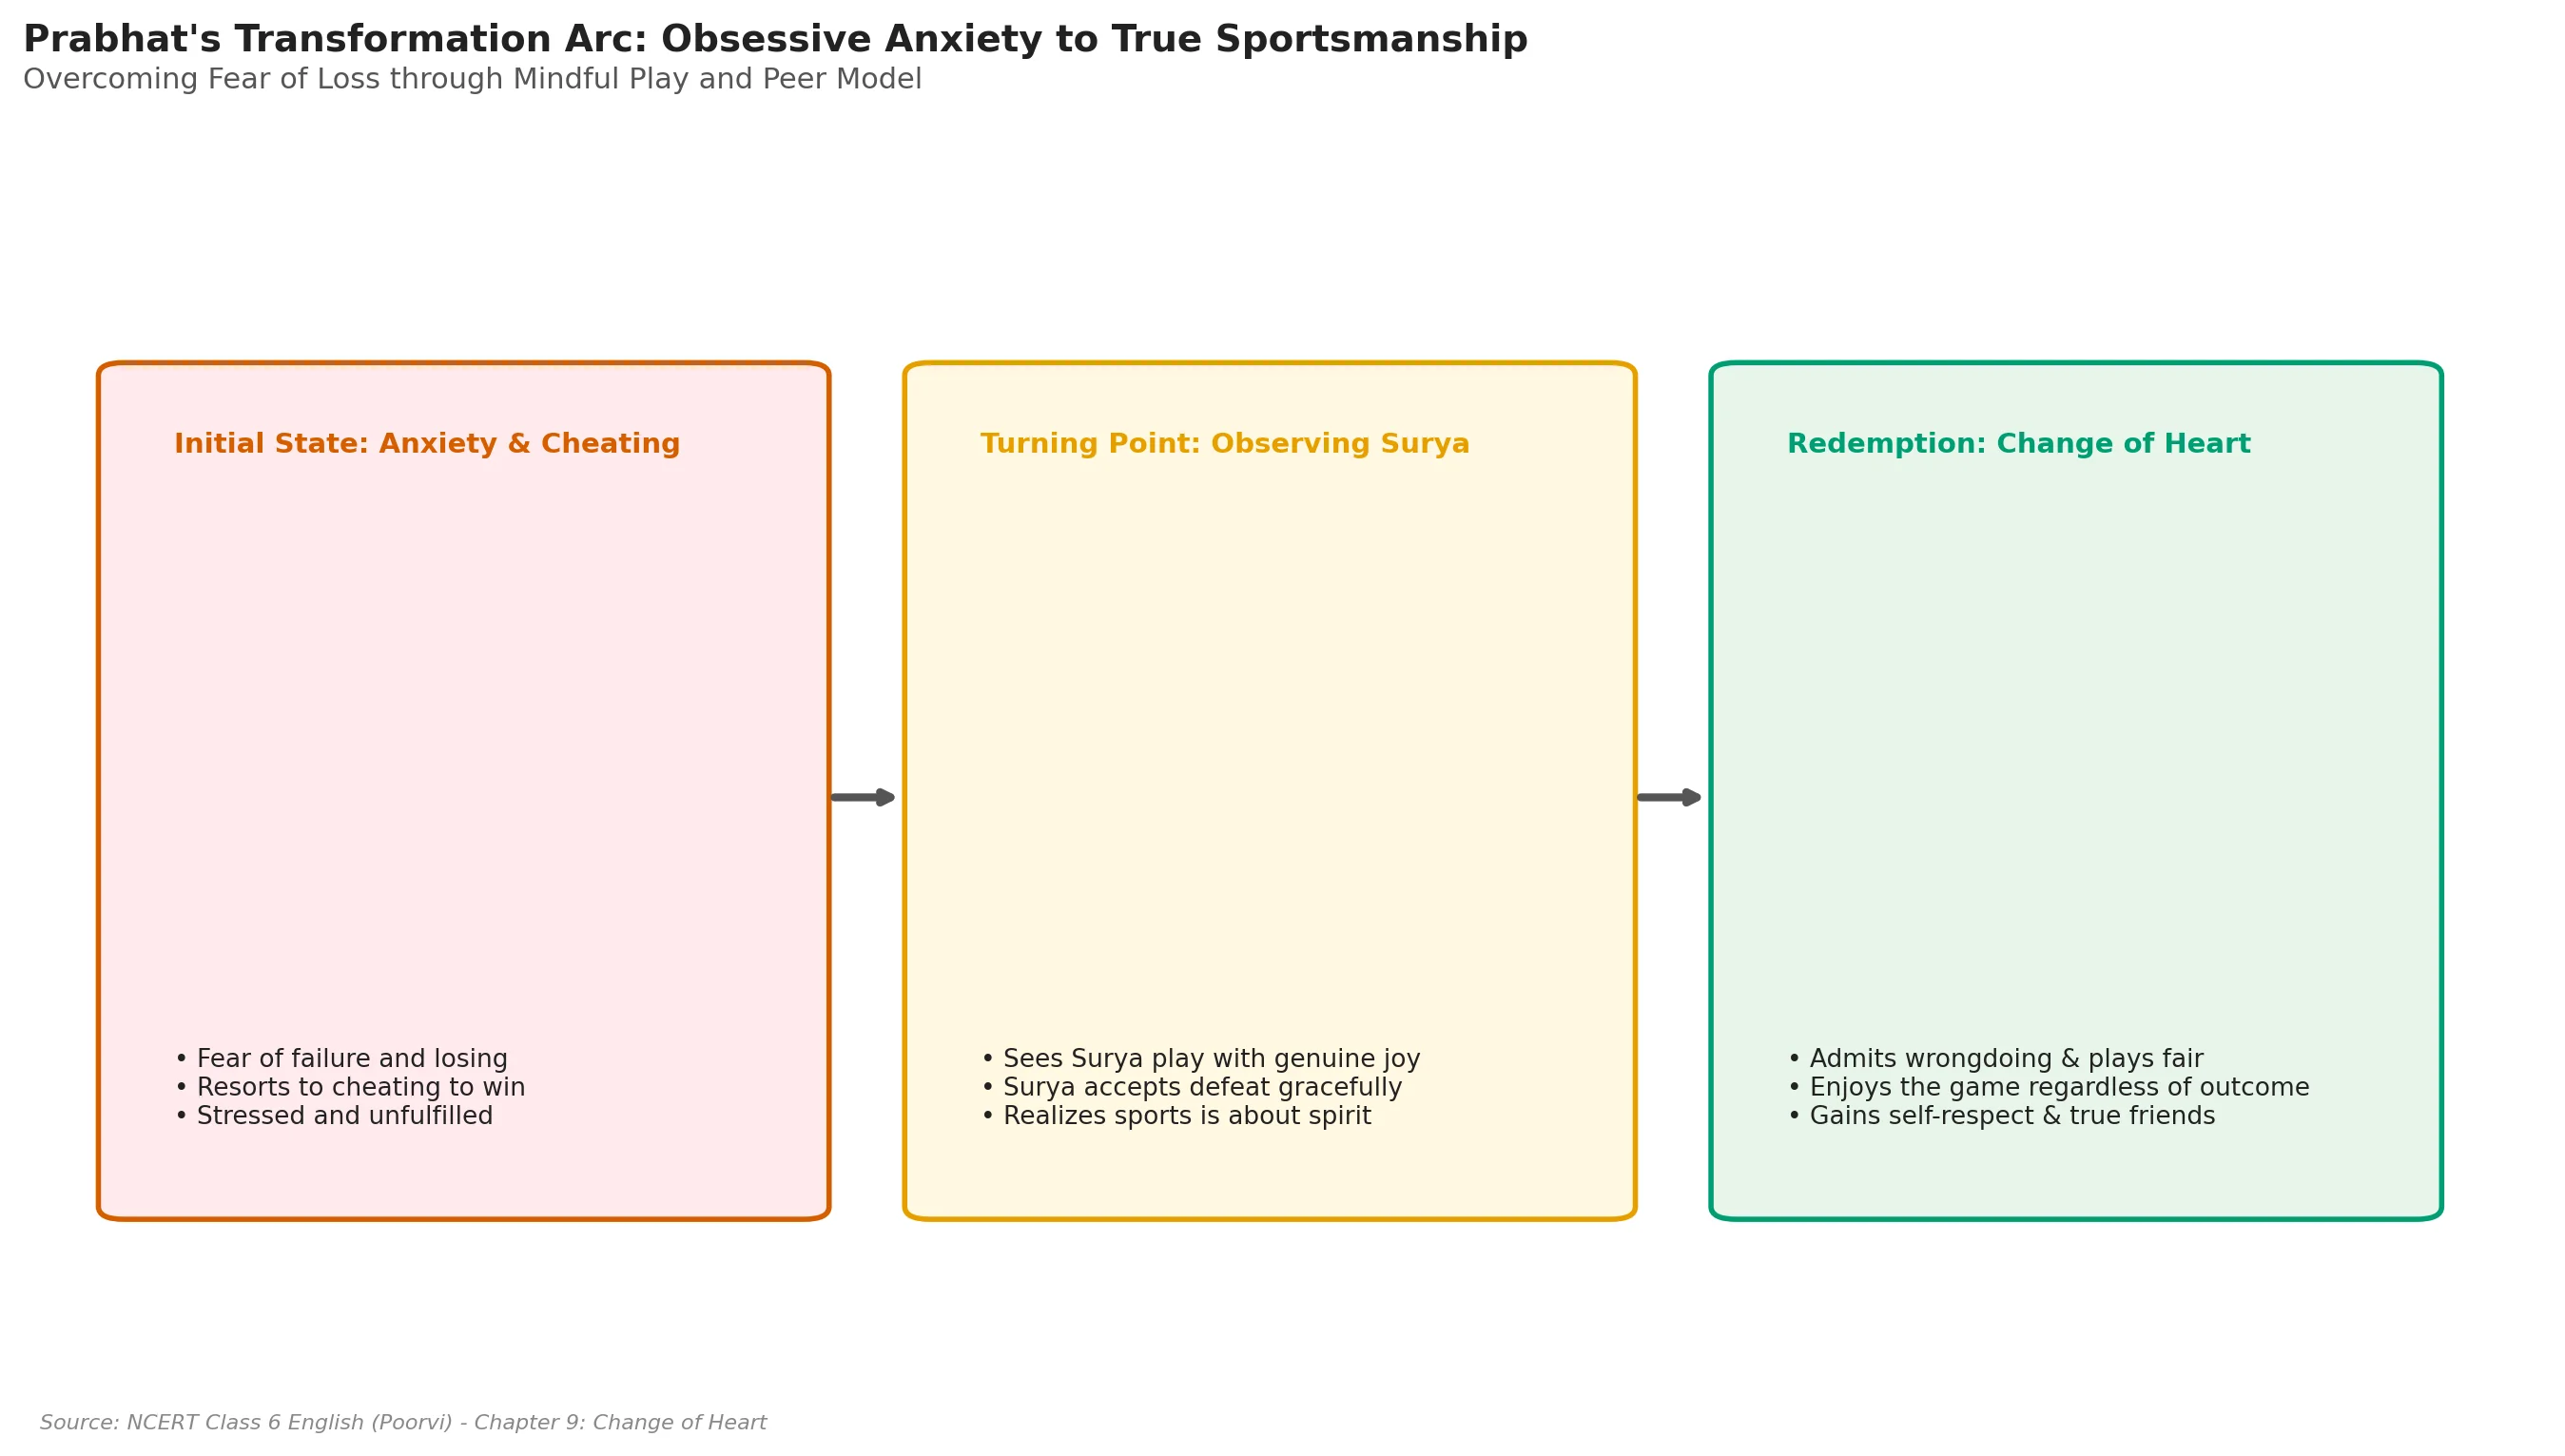 Prabhat's Transformation Arc: Obsessive Anxiety to True Sportsmanship
Overcoming Fear of Loss through Mindful Play and Peer Model
Initial State: Anxiety & Cheating
• Fear of failure and losing
• Resorts to cheating to win
• Stressed and unfulfilled
Turning Point: Observing Surya
• Sees Surya play with genuine joy
• Surya accepts defeat gracefully
• Realizes sports is about spirit
Redemption: Change of Heart
• Admits wrongdoing & plays fair
• Enjoys the game regardless of outcome
• Gains self-respect & true friends
Source: NCERT Class 6 English (Poorvi) - Chapter 9: Change of Heart